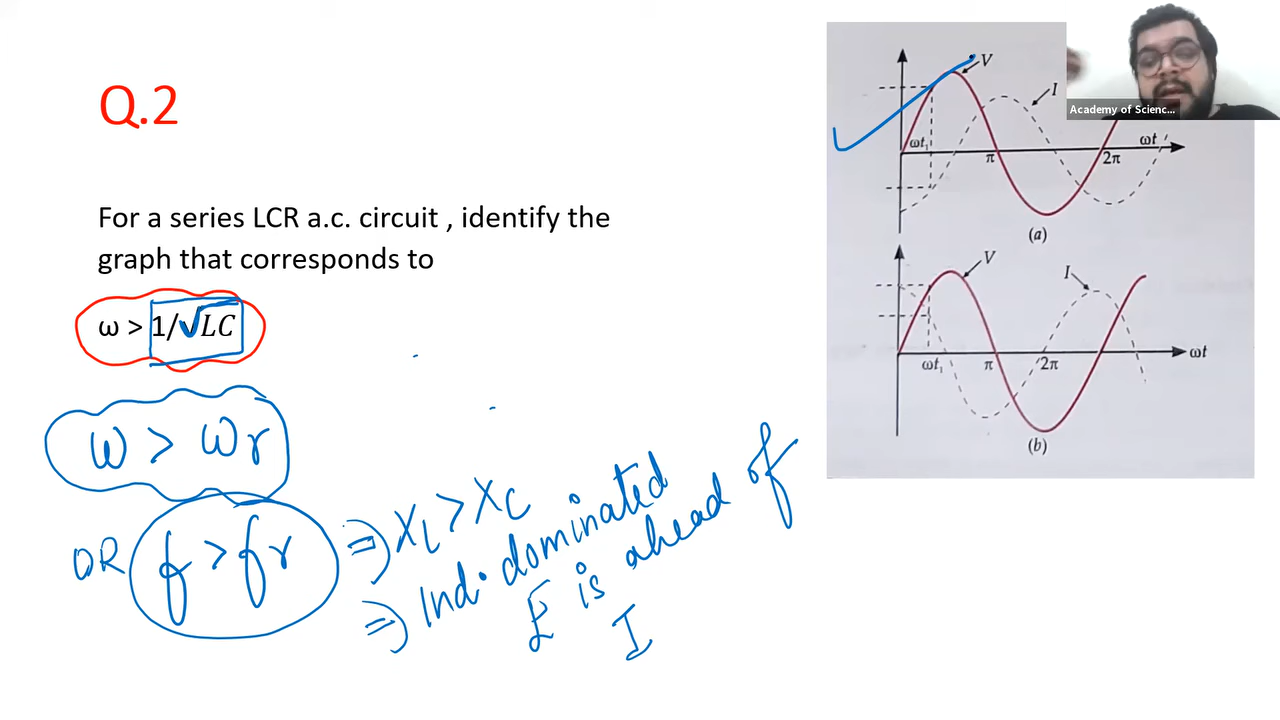 Q.2
For a series LCR a.c. circuit , identify the
graph that corresponds to
ω > 1/√LC
ω > ωr
OR f > fr ⇒ XL > XC
⇒ Ind. dominated
E is ahead of
I
V
I
ωt₁
π
2π
ωt
(a)
V
I
ωt₁
π
2π
ωt
(b)
Academy of Scienc...